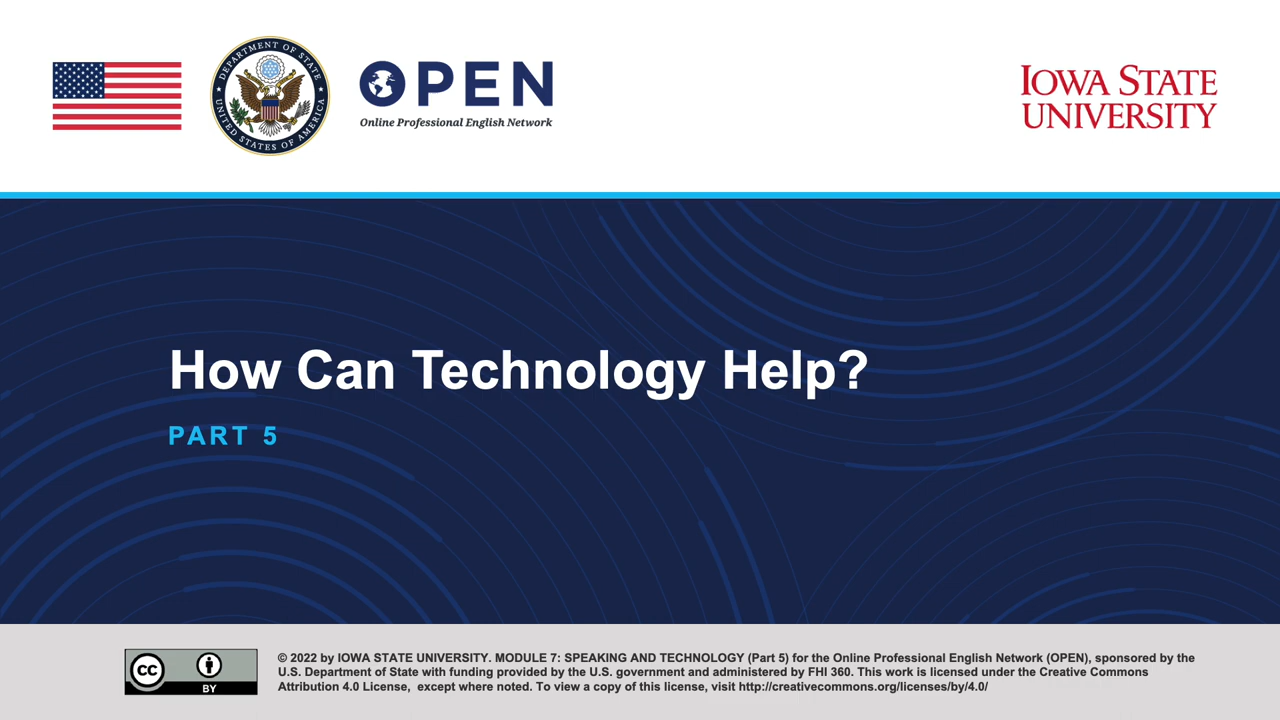 DEPARTMENT OF STATE
UNITED STATES OF AMERICA
OPEN
Online Professional English Network
IOWA STATE
UNIVERSITY
How Can Technology Help?
PART 5
CC
BY
© 2022 by IOWA STATE UNIVERSITY. MODULE 7: SPEAKING AND TECHNOLOGY (Part 5) for the Online Professional English Network (OPEN), sponsored by the
U.S. Department of State with funding provided by the U.S. government and administered by FHI 360. This work is licensed under the Creative Commons
Attribution 4.0 License, except where noted. To view a copy of this license, visit http://creativecommons.org/licenses/by/4.0/